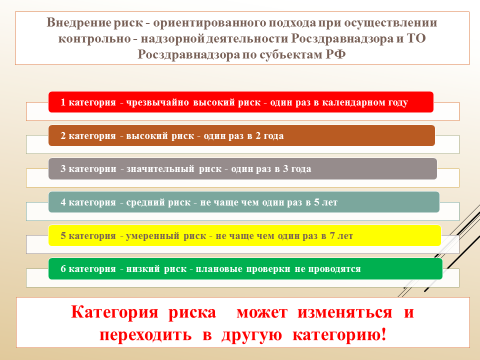 Внедрение риск - ориентированного подхода при осуществлении
контрольно - надзорной деятельности Росздравнадзора и ТО
Росздравнадзора по субъектам РФ
1 категория - чрезвычайно высокий риск - один раз в календарном году
2 категория - высокий риск - один раз в 2 года
3 категории - значительный риск - один раз в 3 года
4 категория - средний риск - не чаще чем один раз в 5 лет
5 категория - умеренный риск - не чаще чем один раз в 7 лет
6 категория - низкий риск - плановые проверки не проводятся
Категория риска может изменяться и
переходить в другую категорию!